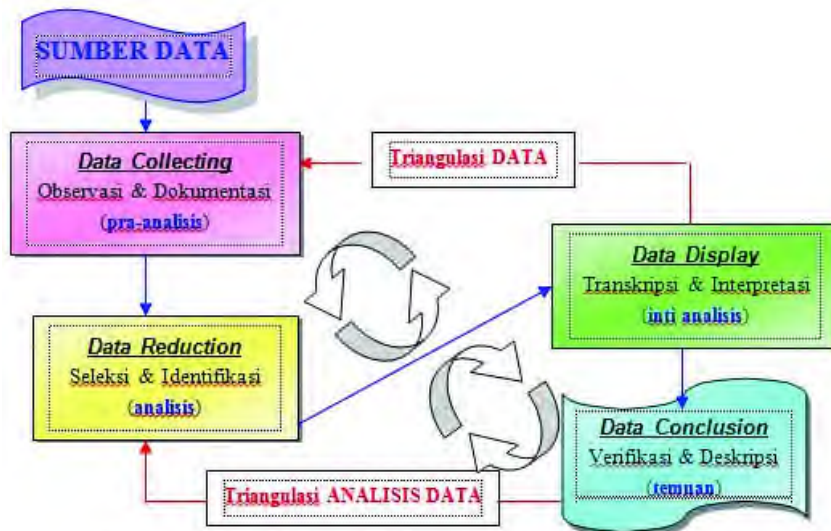 SUMBER DATA
Data Collecting
Observasi & Dokumentasi
(pra-analisis)
Triangulasi DATA
Data Display
Transkripsi & Interpretasi
(inti analisis)
Data Reduction
Seleksi & Identifikasi
(analisis)
Data Conclusion
Verifikasi & Deskripsi
(temuan)
Triangulasi ANALISIS DATA